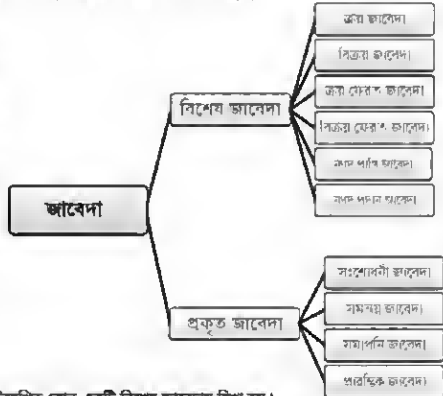 ক্রয় জাবেদা
বিক্রয় জাবেদা
ক্রয় ফেরত জাবেদা
বিক্রয় ফেরত জাবেদা
নগদ প্রাপ্তি জাবেদা
নগদ প্রদান জাবেদা
বিশেষ জাবেদা
জাবেদা
প্রকৃত জাবেদা
সংশোধনী জাবেদা
সমন্বয় জাবেদা
সমাপনি জাবেদা
প্রারম্ভিক জাবেদা